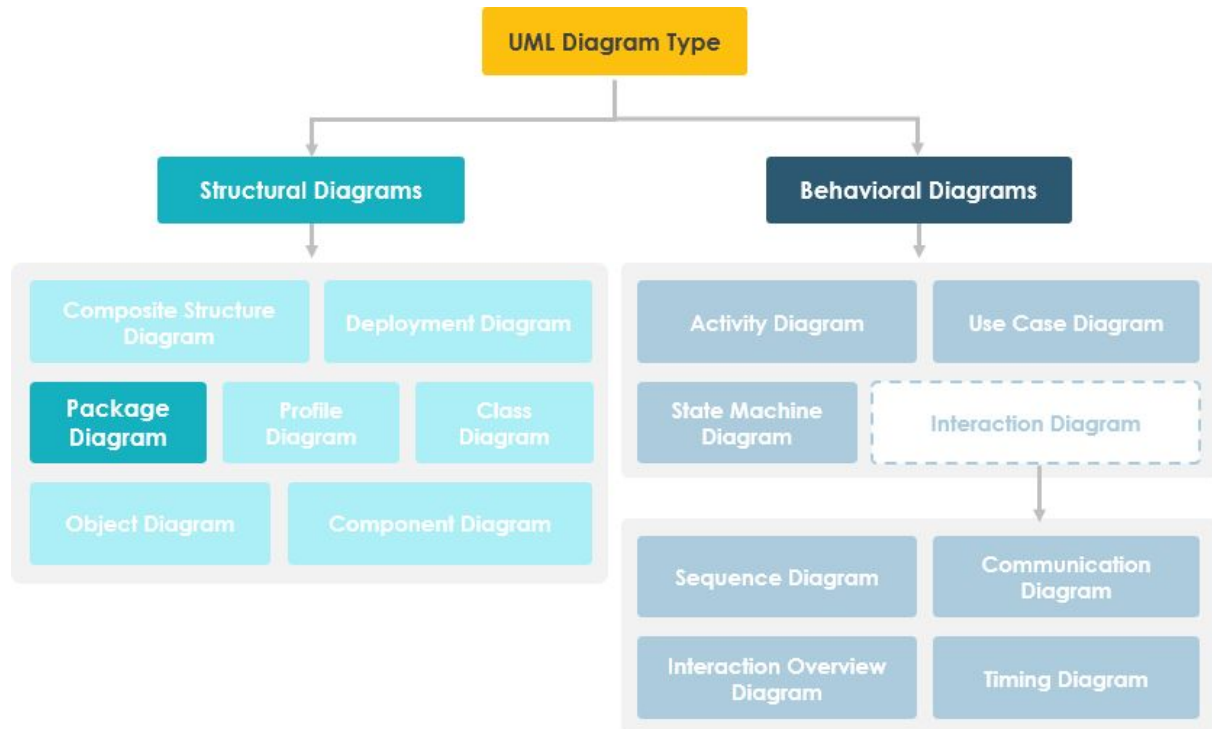 UML Diagram Type
Structural Diagrams
Behavioral Diagrams
Composite Structure
Diagram
Deployment Diagram
Package
Diagram
Profile
Diagram
Class
Diagram
Object Diagram
Component Diagram
Activity Diagram
Use Case Diagram
State Machine
Diagram
Interaction Diagram
Sequence Diagram
Communication
Diagram
Interaction Overview
Diagram
Timing Diagram